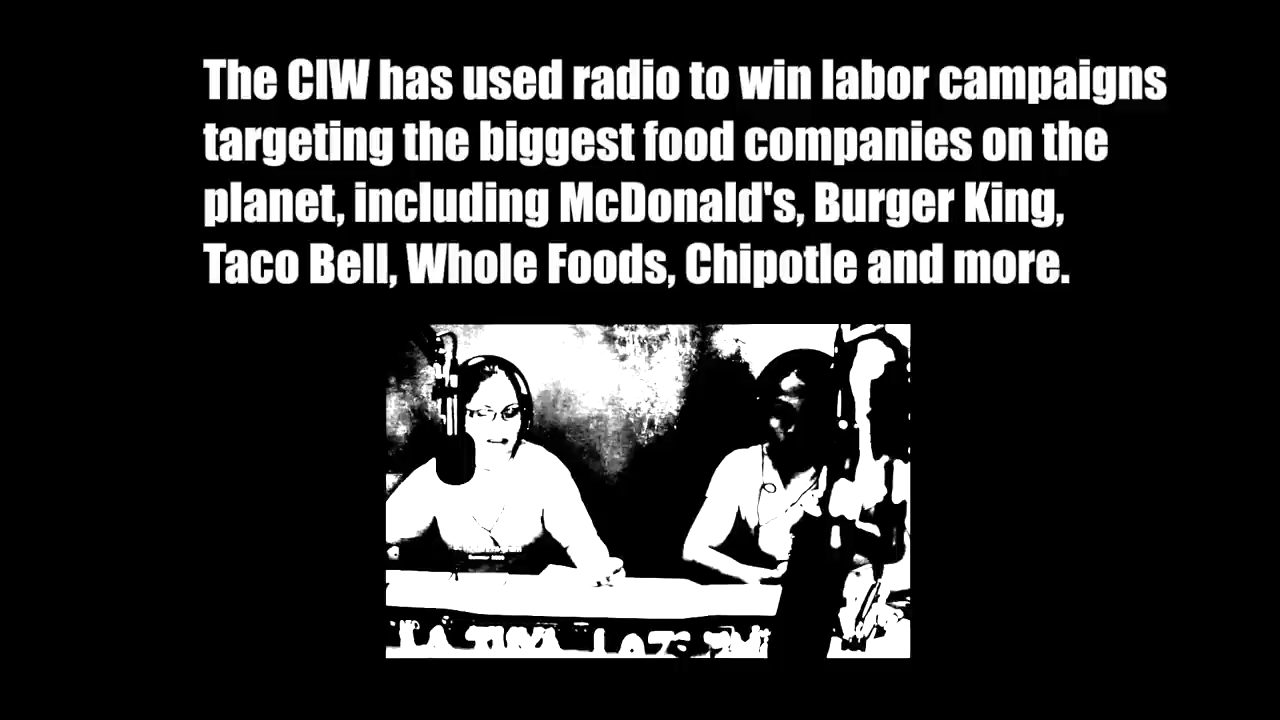 The CIW has used radio to win labor campaigns
targeting the biggest food companies on the
planet, including McDonald's, Burger King,
Taco Bell, Whole Foods, Chipotle and more.